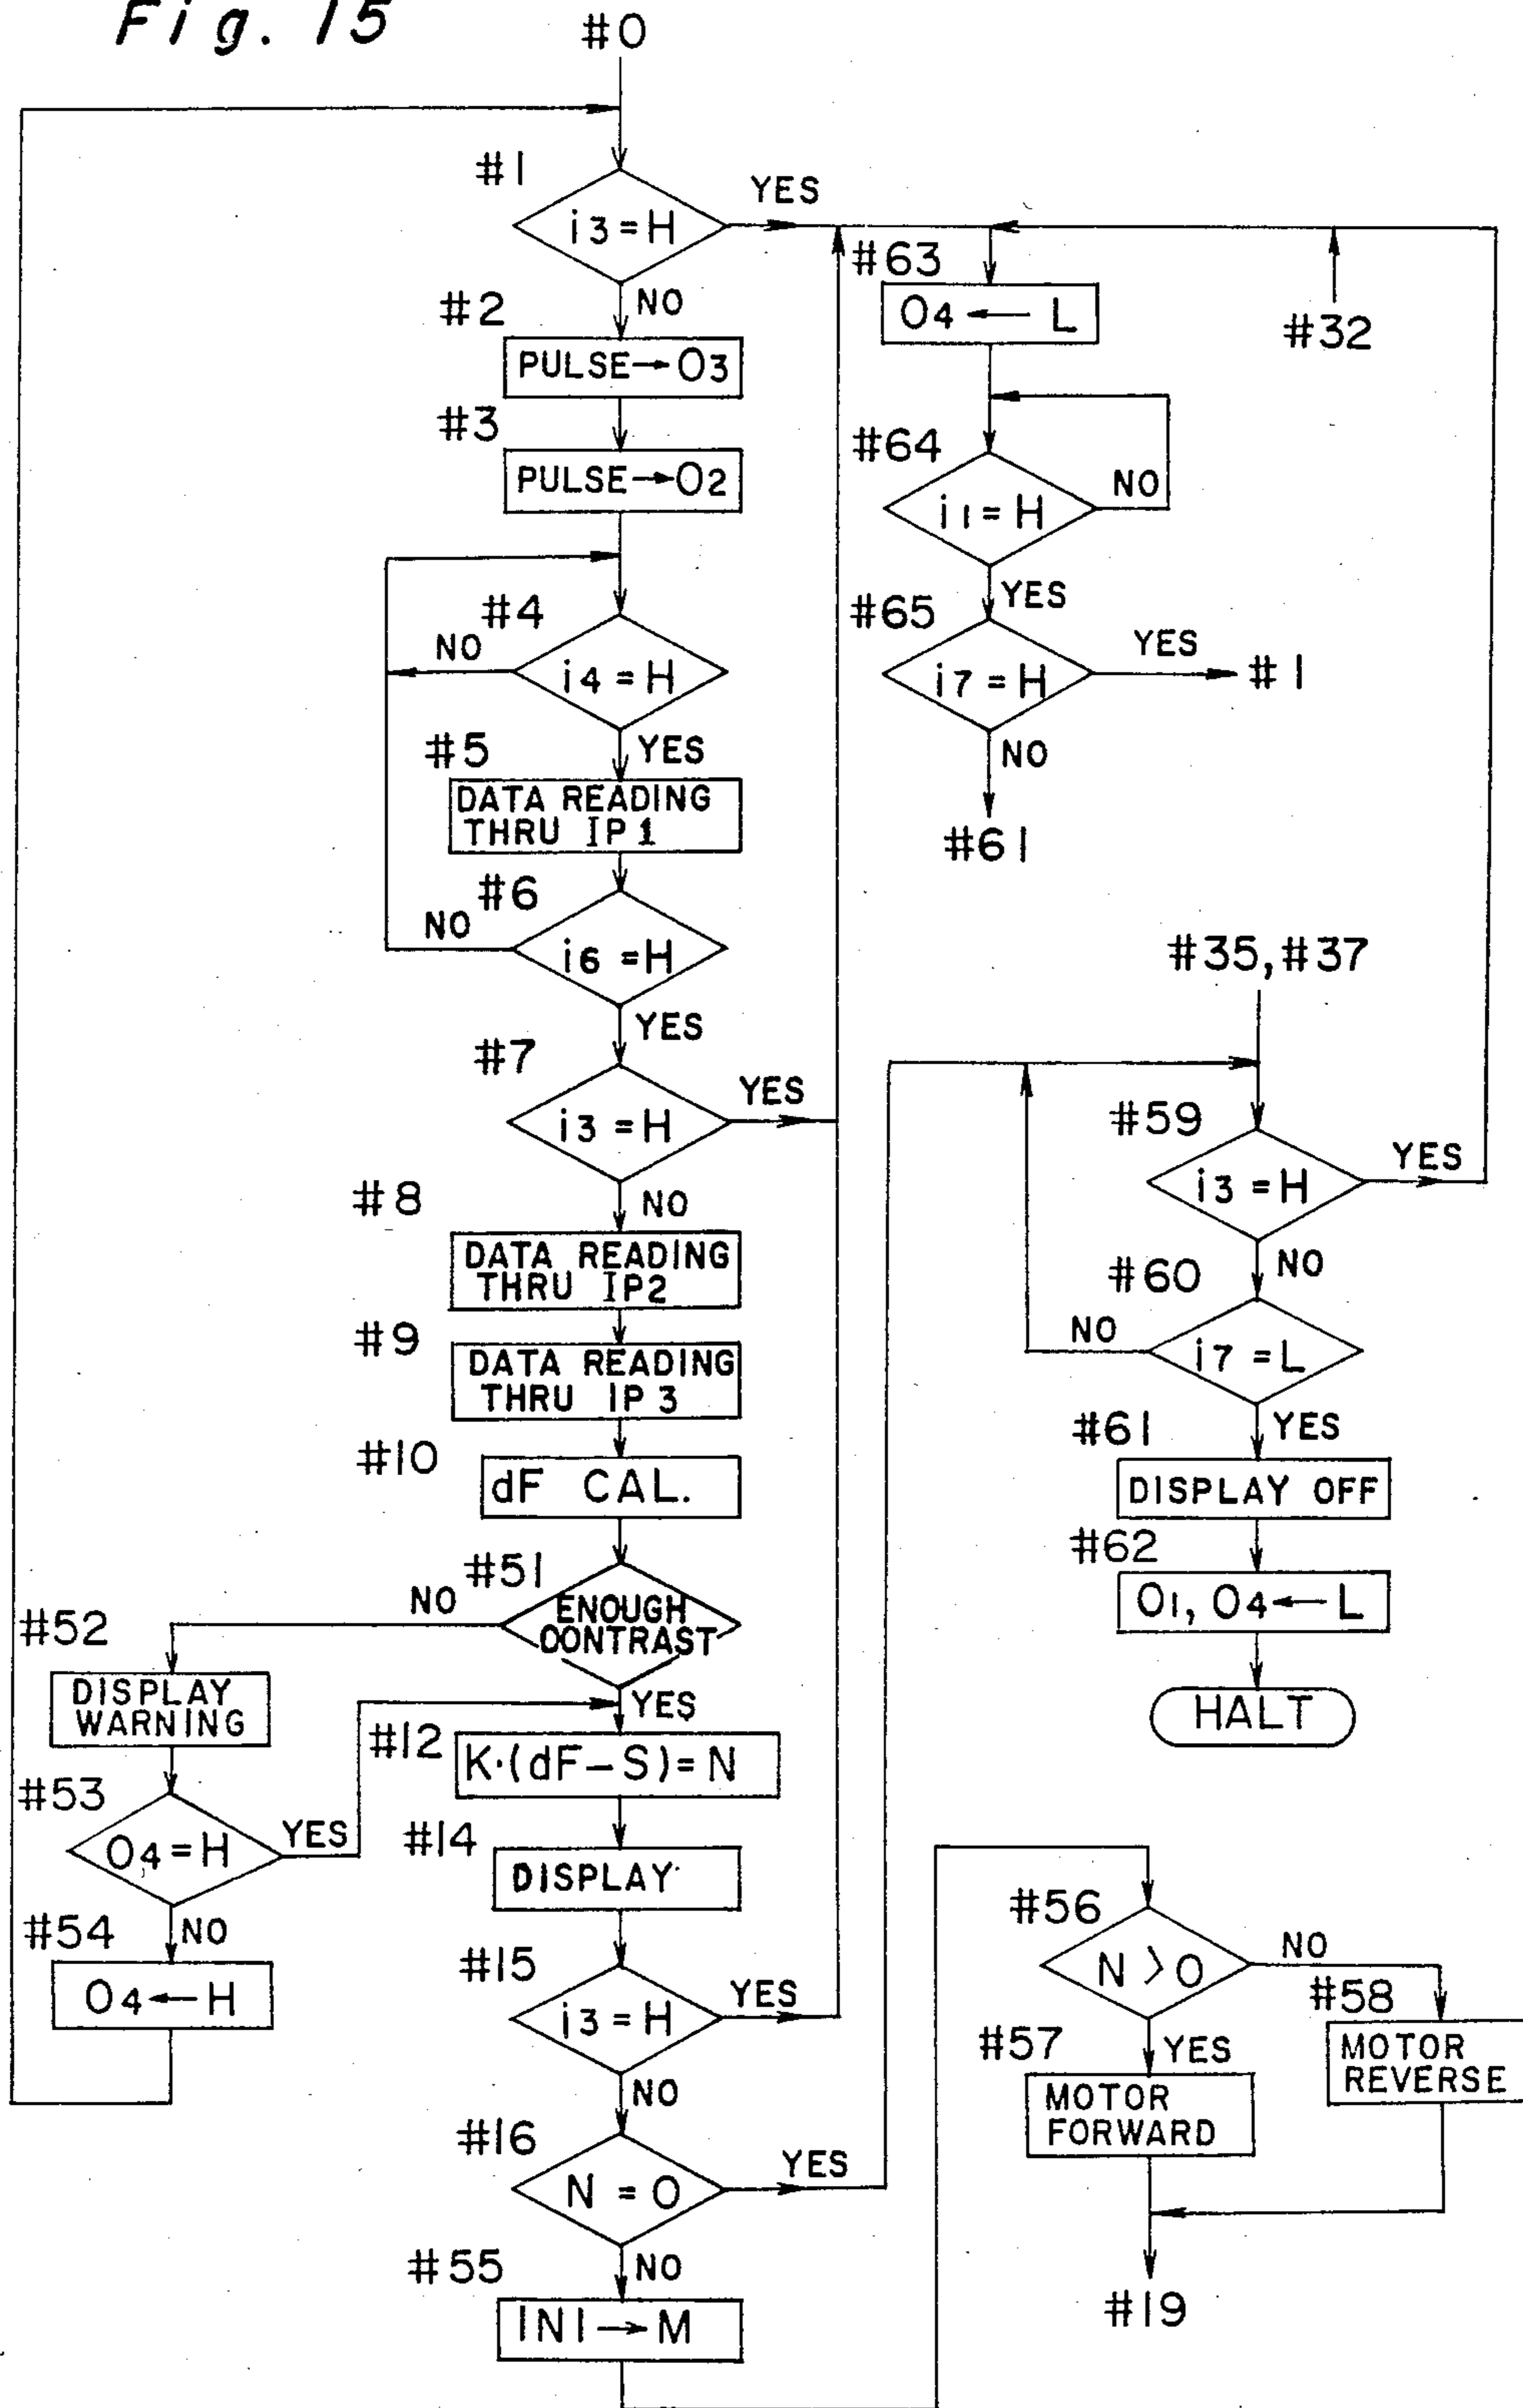 Fig. 15
#0
#1
i3=H
YES
NO
#2
PULSE→O3
#3
PULSE→O2
#4
i4=H
NO
YES
#5
DATA READING
THRU IP1
#6
i6=H
NO
YES
#7
i3=H
YES
NO
#8
DATA READING
THRU IP2
#9
DATA READING
THRU IP3
#10
dF CAL.
#51
ENOUGH
CONTRAST
NO
YES
#52
DISPLAY
WARNING
#53
O4=H
YES
NO
#54
O4←H
#12
K·(dF-S)=N
#14
DISPLAY
#15
i3=H
YES
NO
#16
N=0
YES
NO
#55
|N|→M
#63
O4←L
#32
#64
i1=H
NO
YES
#65
i7=H
YES
#1
NO
#61
#35,#37
#59
i3=H
YES
NO
#60
i7=L
NO
YES
#61
DISPLAY OFF
#62
O1, O4←L
HALT
#56
N>0
NO
#58
MOTOR
REVERSE
YES
#57
MOTOR
FORWARD
#19